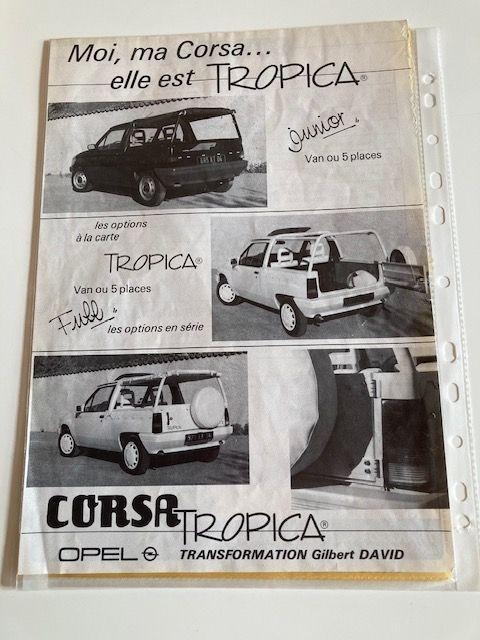 Moi, ma Corsa...
elle est TROPICA®
Junior
Van ou 5 places
les options
à la carte
TROPICA®
Van ou 5 places
Full
les options en série
TROPICA
CORSA TROPICA®
OPEL
TRANSFORMATION Gilbert DAVID